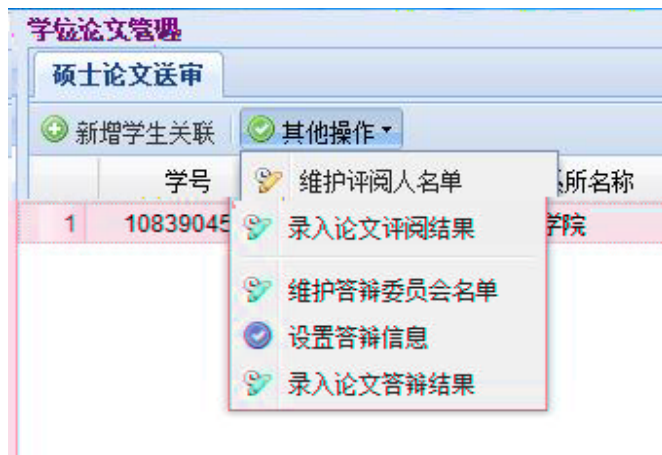 学位论文管理
硕士论文送审
新增学生关联 其他操作
学号 所名称
维护评阅人名单
1 10839045 学院
录入论文评阅结果
维护答辩委员会名单
设置答辩信息
录入论文答辩结果